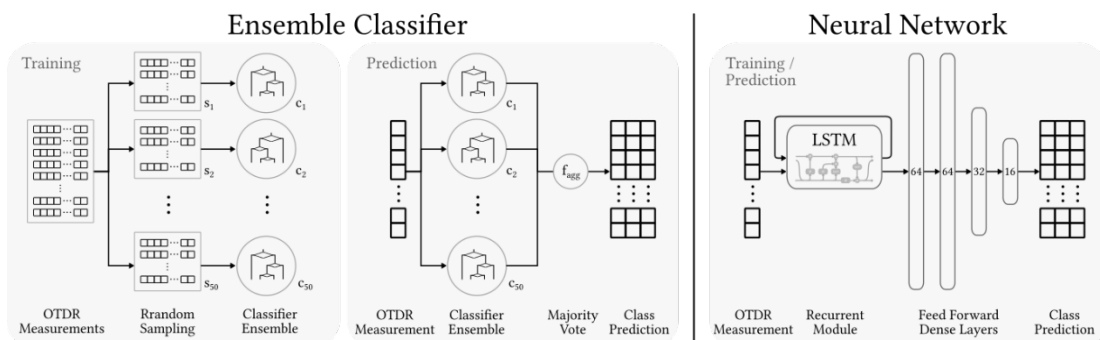 Ensemble Classifier
Neural Network
Training
s1
c1
s2
c2
s50
c50
OTDR Measurements
Rrandom Sampling
Classifier Ensemble
Prediction
c1
c2
c50
fagg
OTDR Measurement
Classifier Ensemble
Majority Vote
Class Prediction
Training / Prediction
LSTM
64
64
32
16
OTDR Measurement
Recurrent Module
Feed Forward Dense Layers
Class Prediction